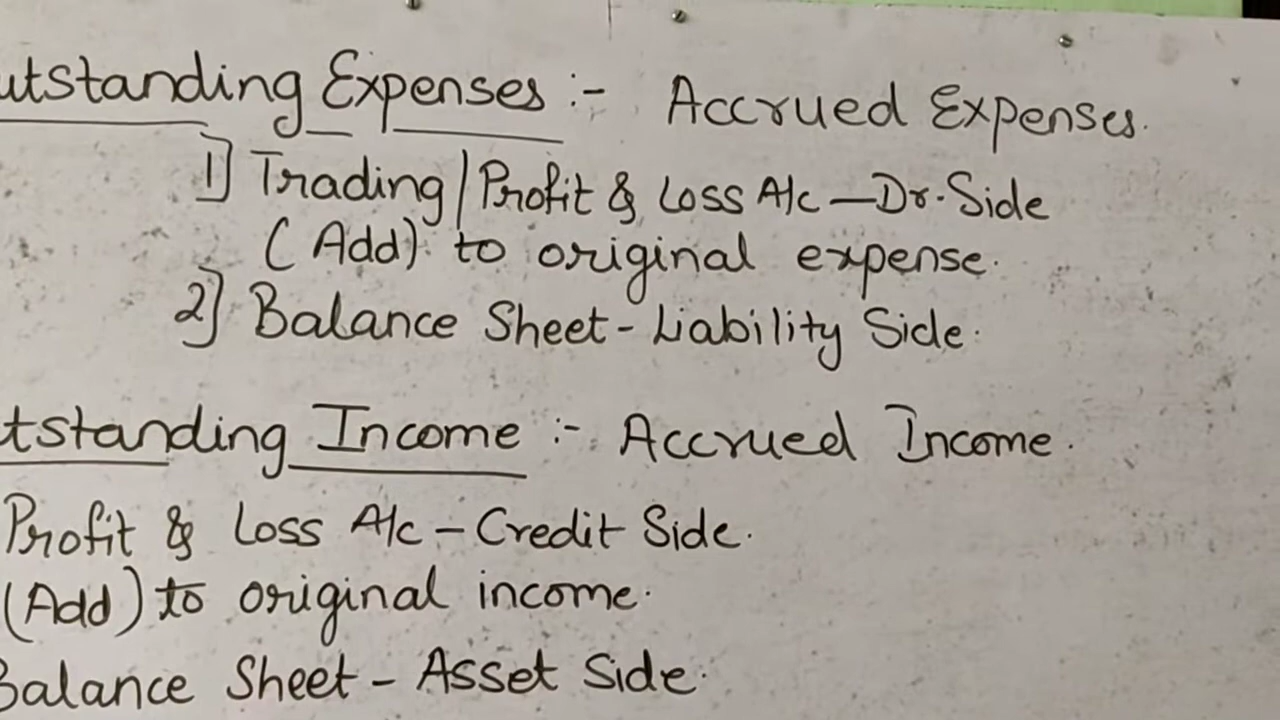 utstanding Expenses :- Accrued Expenses.
1] Trading/Profit & Loss A/c - Dr. Side
(Add) to original expense.
2] Balance Sheet - Liability Side.
tstanding Income :- Accrued Income.
Profit & Loss A/c - Credit Side.
(Add) to original income.
Balance Sheet - Asset Side.